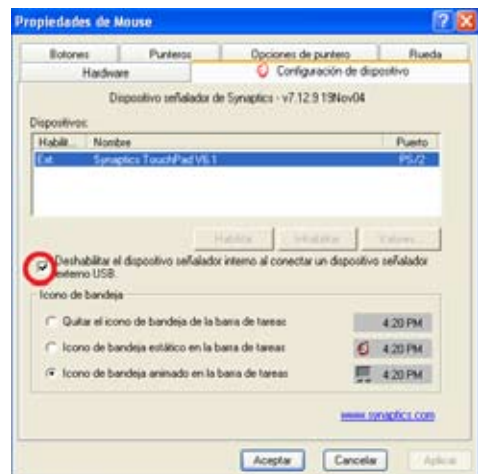 Propiedades de Mouse
Botones Punteros Opciones de puntero Rueda
Hardware Configuración de dispositivo
Dispositivo señalador de Synaptics - v7.12.9 19Nov04
Dispositivos:
Habilit... Nombre Puerto
Ext. Synaptics TouchPad V6.1 PS/2
Habilitar Inhabilitar Valores...
Deshabilitar el dispositivo señalador interno al conectar un dispositivo señalador
externo USB.
Icono de bandeja
Quitar el icono de bandeja de la barra de tareas 4:20 PM
Icono de bandeja estático en la barra de tareas 4:20 PM
Icono de bandeja animado en la barra de tareas 4:20 PM
www.synaptics.com
Aceptar Cancelar Aplicar